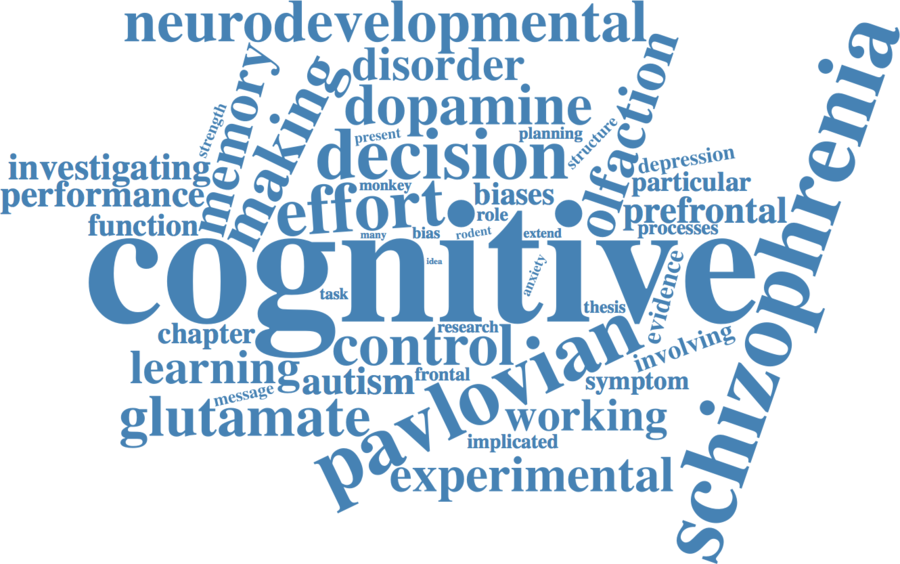 neurodevelopmental
schizophrenia
disorder
memory
making
olfaction
dopamine
strength
present
planning
structure
decision
investigating
depression
performance
monkey
biases
particular
effort
role
prefrontal
function
many
bias
rodent
extend
processes
cognitive
idea
anxiety
evidence
task
thesis
chapter
research
control
pavlovian
involving
learning
autism
frontal
symptom
message
glutamate
working
implicated
experimental